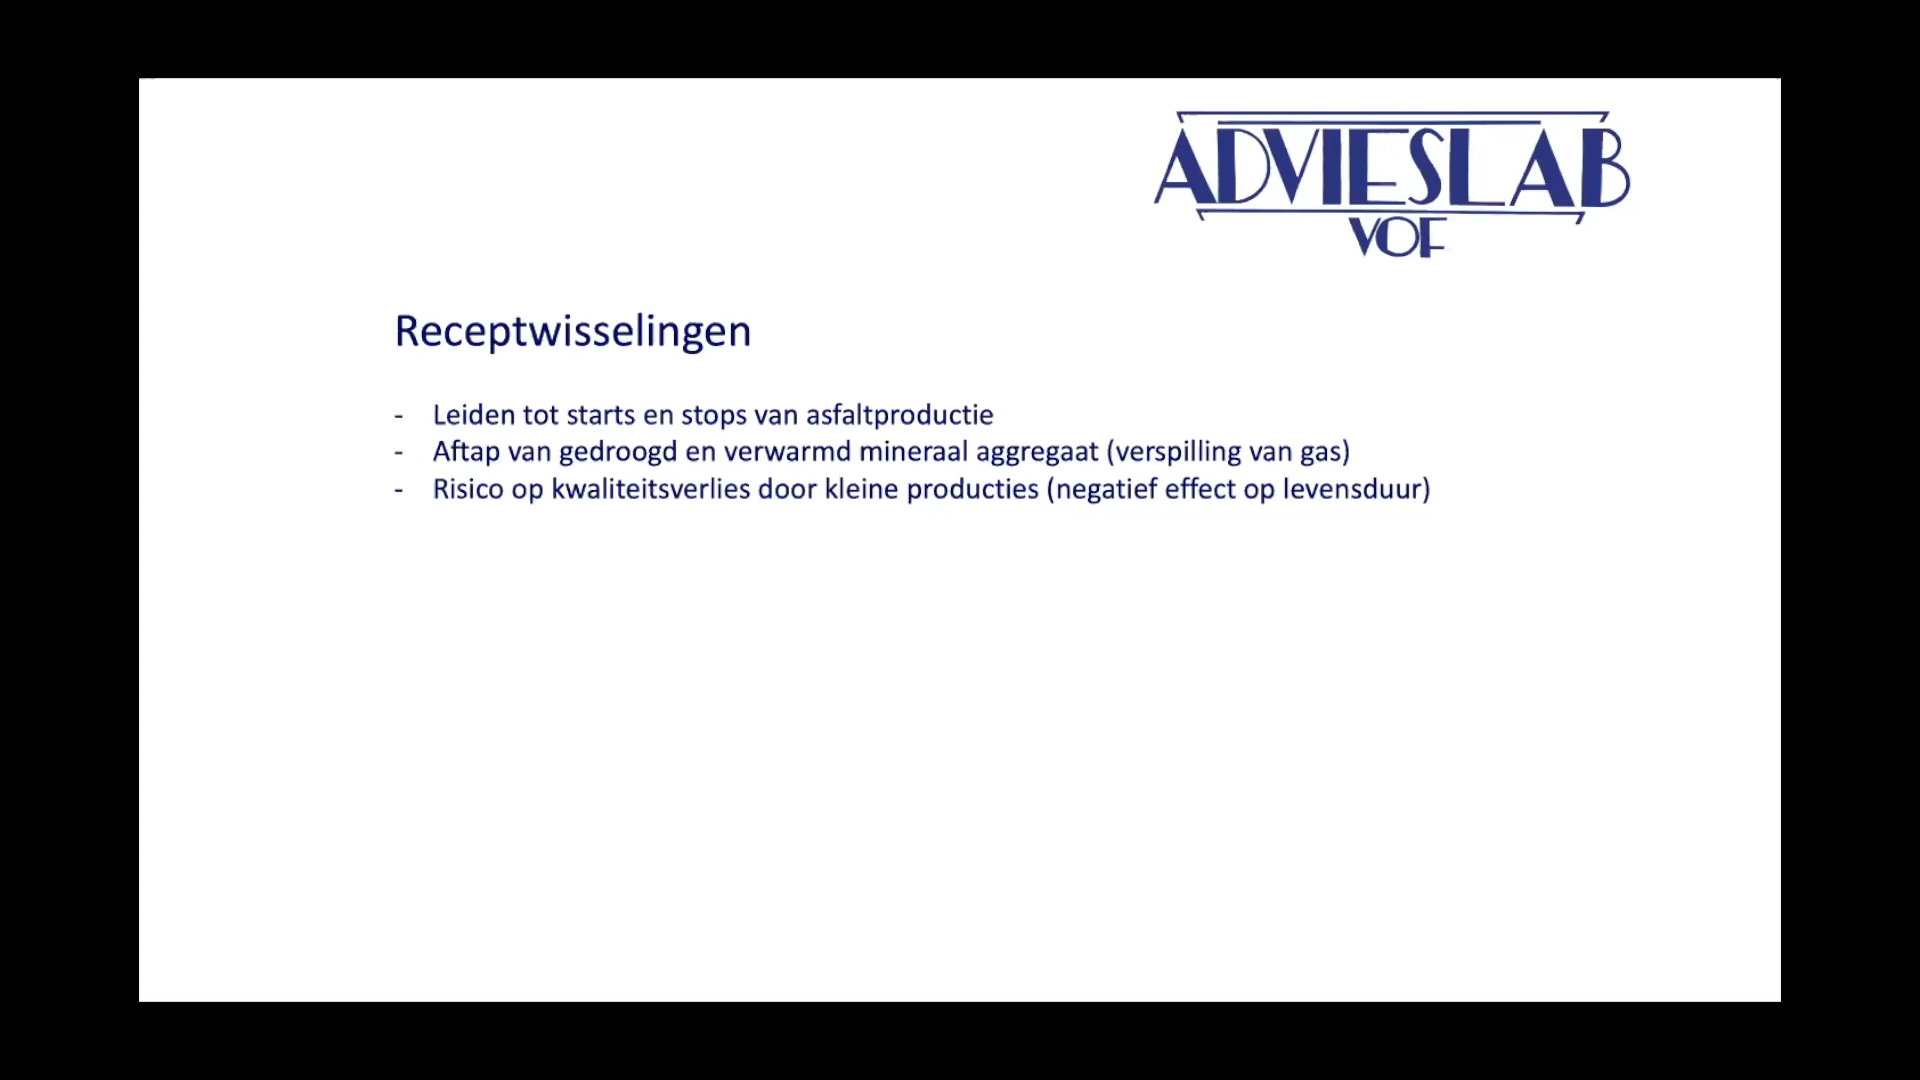 ADVIESLAB
VOF
Receptwisselingen
- Leiden tot starts en stops van asfaltproductie
- Aftap van gedroogd en verwarmd mineraal aggregaat (verspilling van gas)
- Risico op kwaliteitsverlies door kleine producties (negatief effect op levensduur)